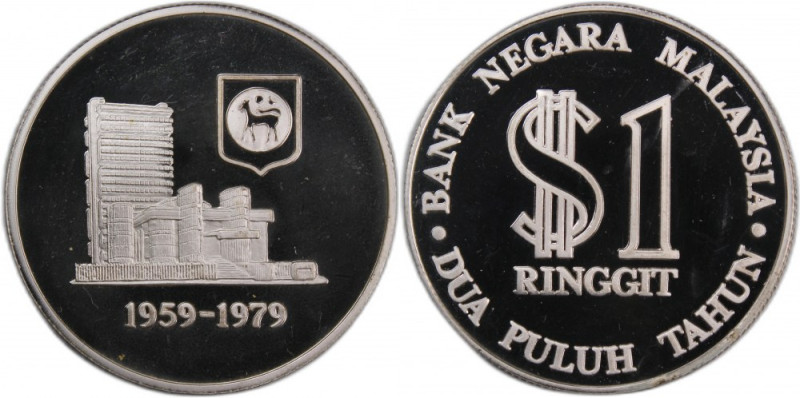 1959-1979
BANK NEGARA MALAYSIA
$1
RINGGIT
• DUA PULUH TAHUN •